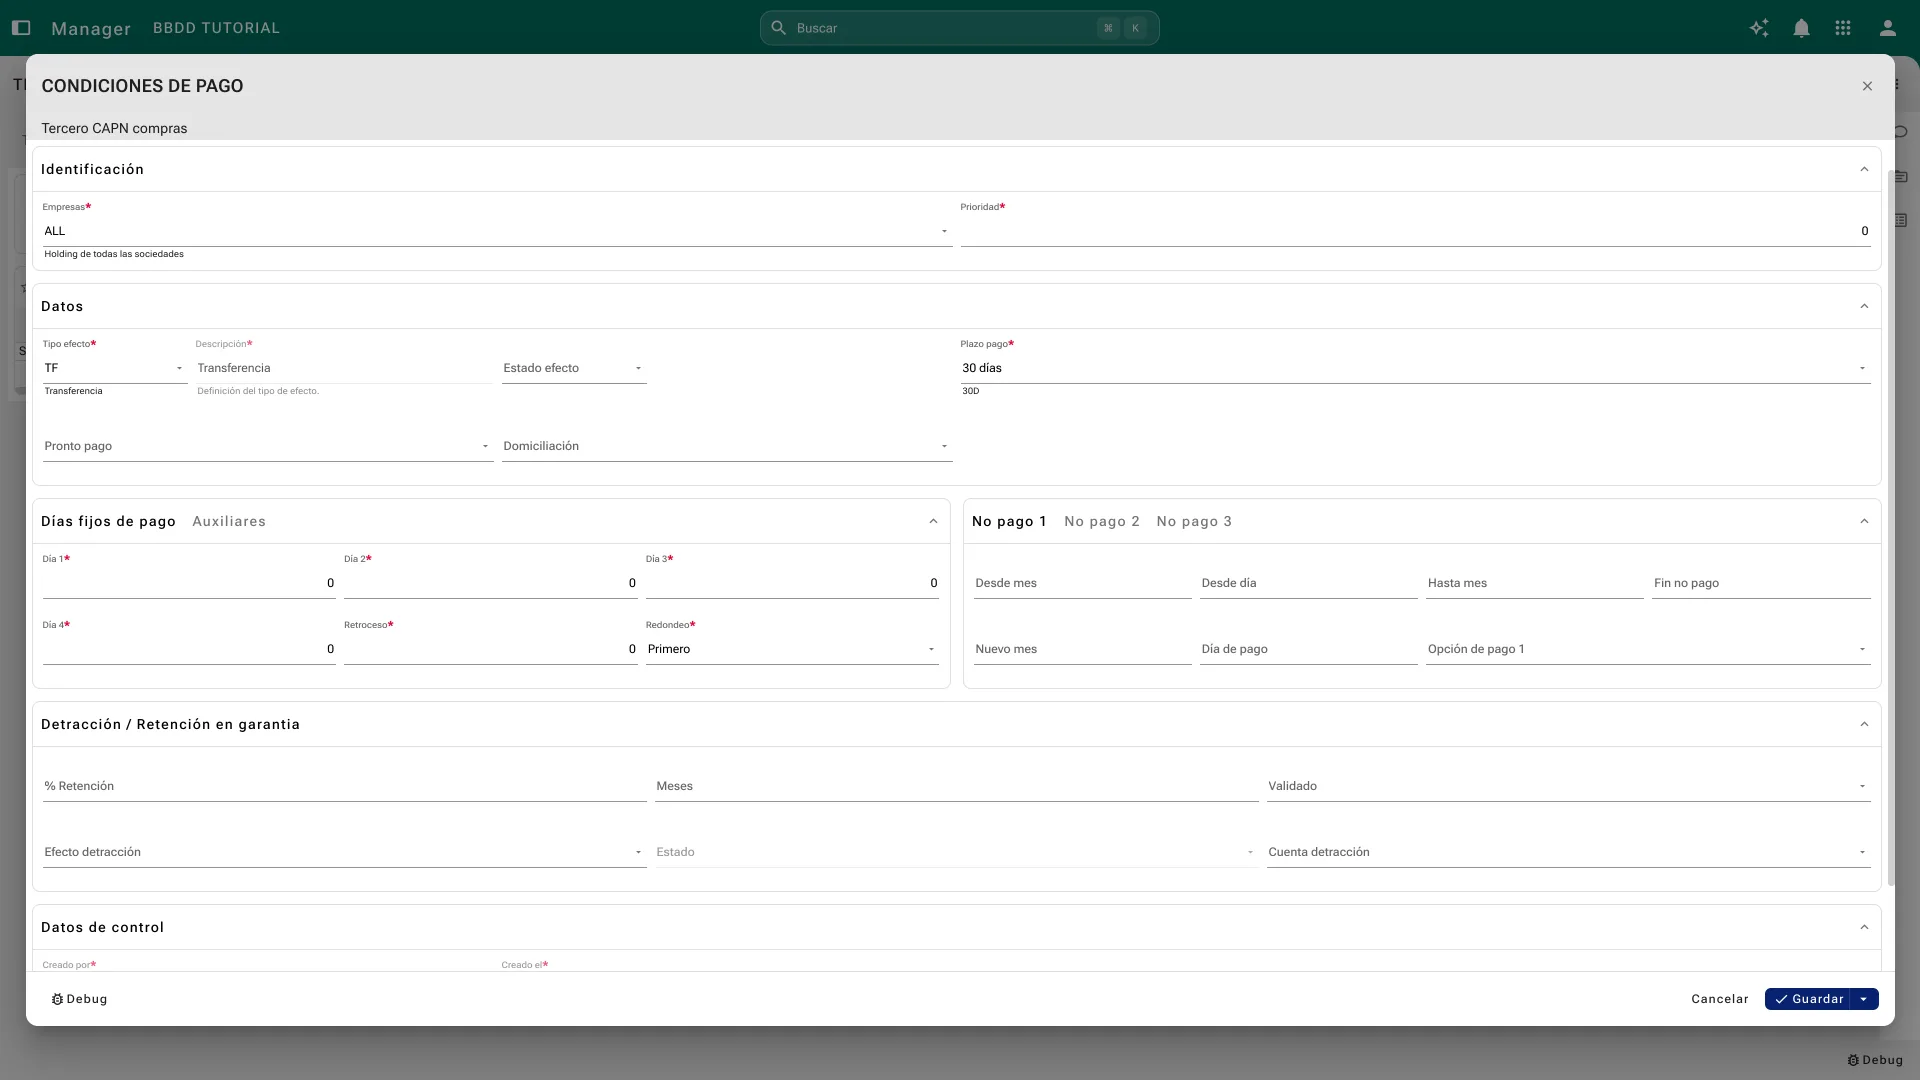 Manager BBDD TUTORIAL Buscar ⌘ K
CONDICIONES DE PAGO
Tercero CAPN compras
Identificación
Empresas* Prioridad*
ALL 0
Holding de todas las sociedades
Datos
Tipo efecto* Descripción* Plazo pago*
TF Transferencia Estado efecto 30 días
Transferencia Definición del tipo de efecto. 30D
Pronto pago Domiciliación
Días fijos de pago Auxiliares No pago 1 No pago 2 No pago 3
Día 1* Día 2* Día 3*
0 0 0 Desde mes Desde día Hasta mes Fin no pago
Día 4* Retroceso* Redondeo*
0 0 Primero Nuevo mes Día de pago Opción de pago 1
Detracción / Retención en garantia
% Retención Meses Validado
Efecto detracción Estado Cuenta detracción
Datos de control
Creado por* Creado el*
Debug Cancelar Guardar
Debug